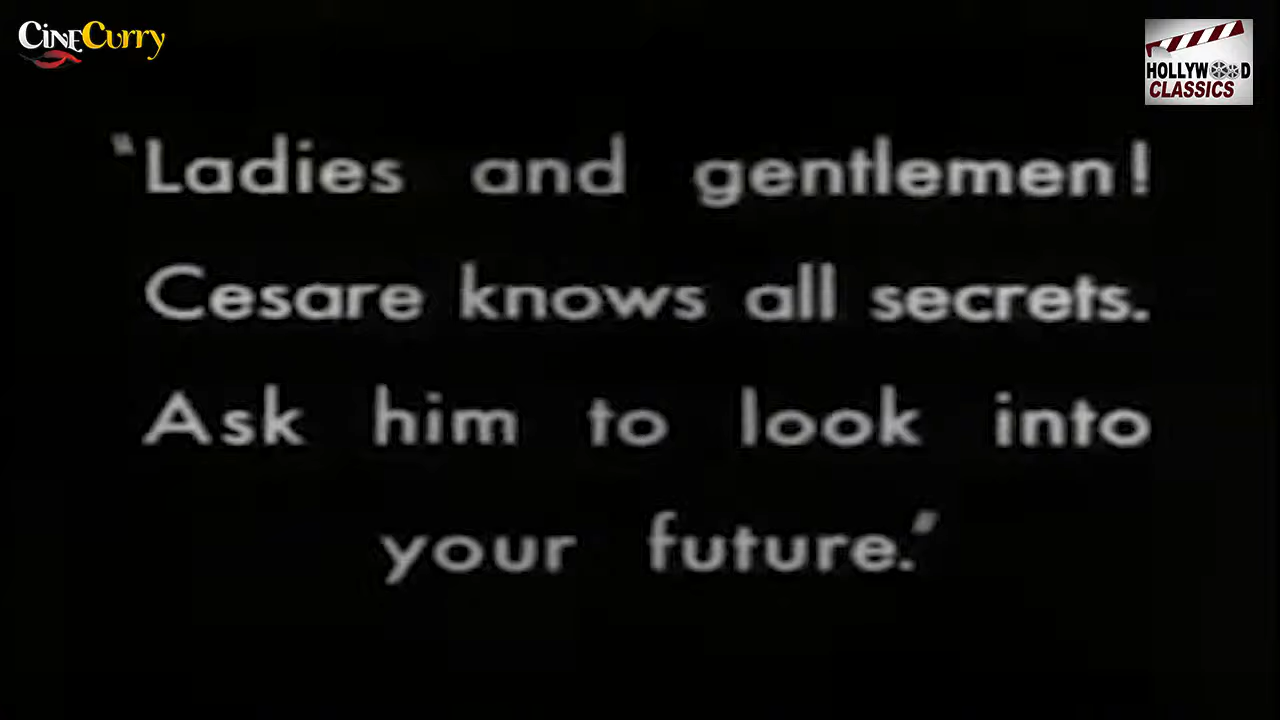 CineCurry
HOLLYWOOD
CLASSICS
"Ladies and gentlemen!
Cesare knows all secrets.
Ask him to look into
your future."